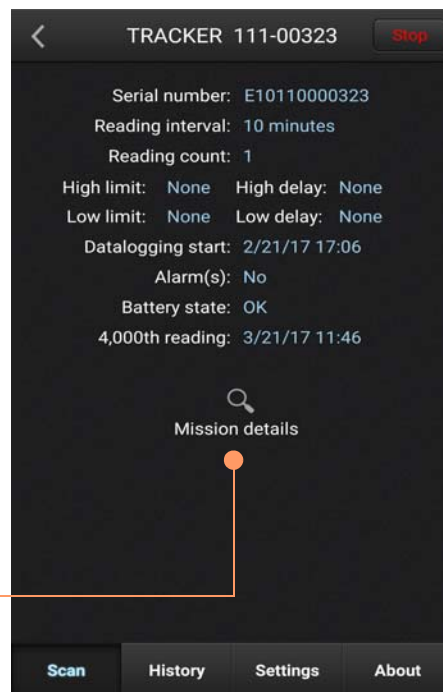 TRACKER 111-00323 Stop
Serial number: E10110000323
Reading interval: 10 minutes
Reading count: 1
High limit: None High delay: None
Low limit: None Low delay: None
Datalogging start: 2/21/17 17:06
Alarm(s): No
Battery state: OK
4,000th reading: 3/21/17 11:46
Mission details
Scan History Settings About